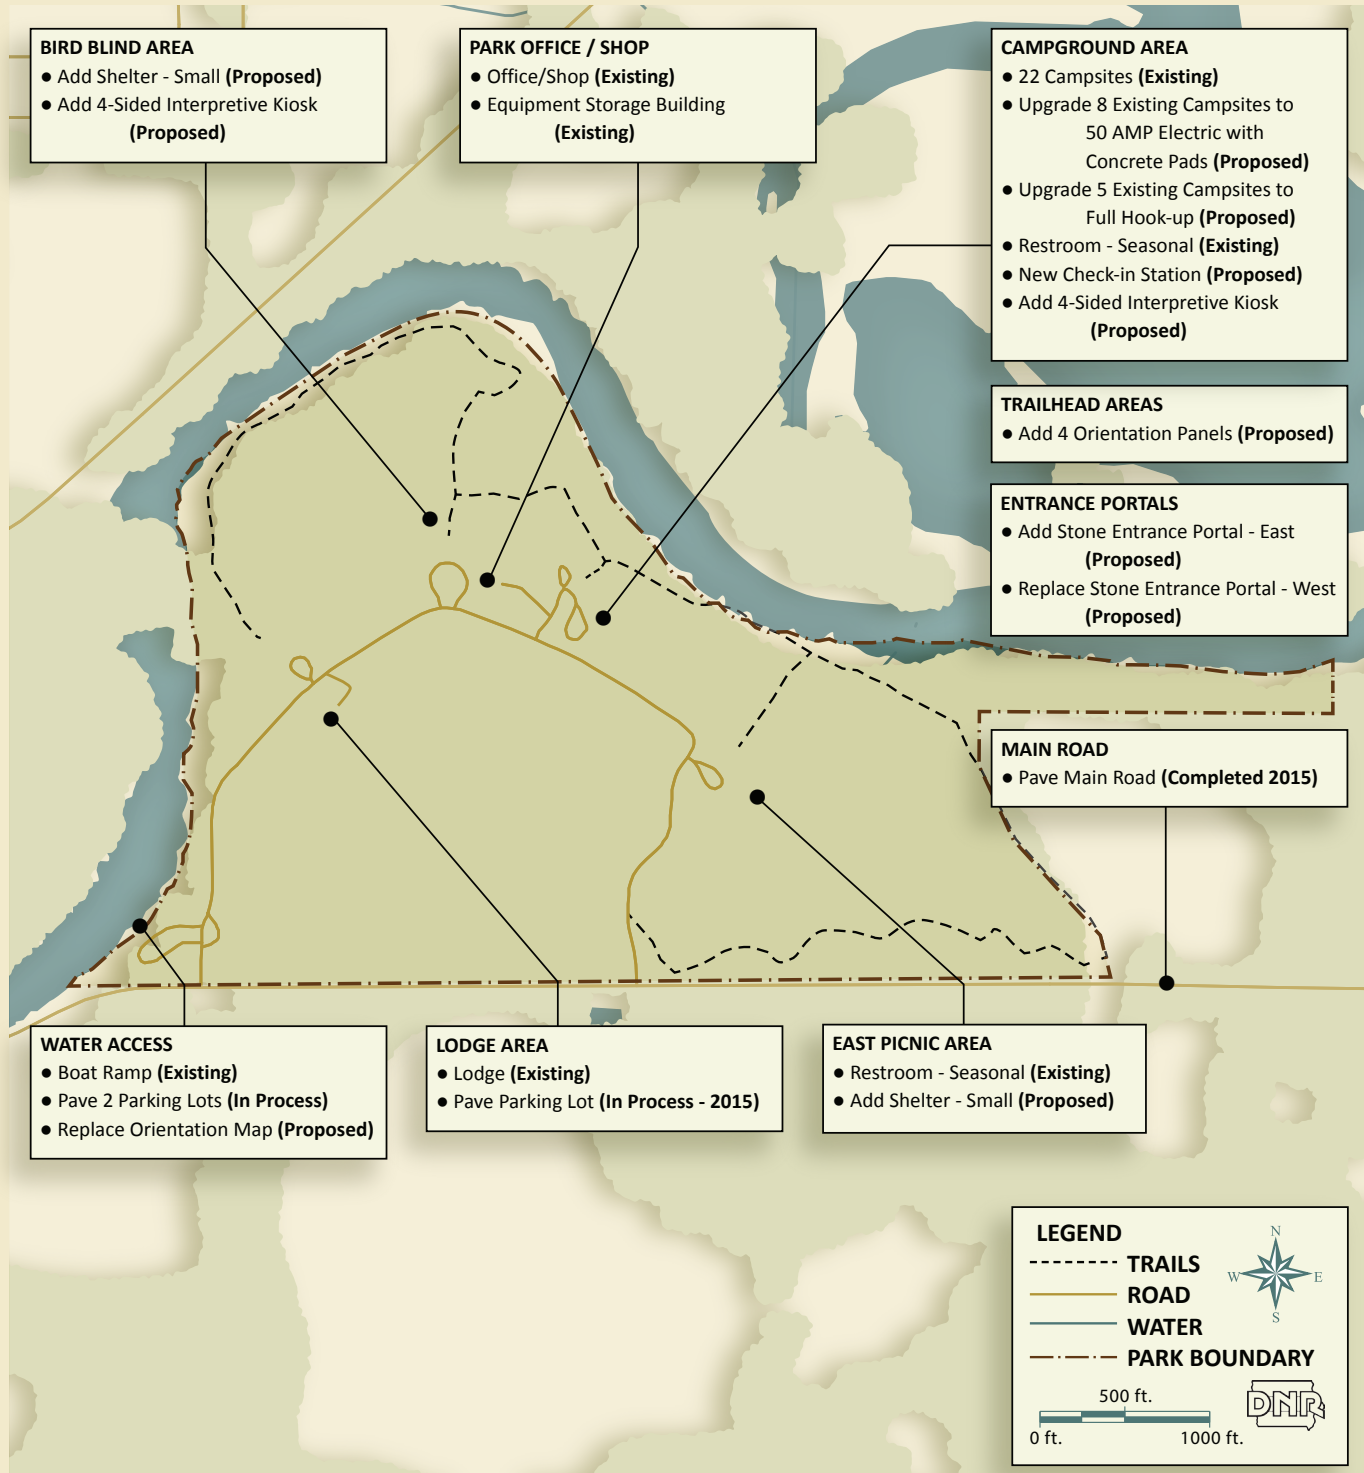 BIRD BLIND AREA
● Add Shelter - Small (Proposed)
● Add 4-Sided Interpretive Kiosk
(Proposed)
PARK OFFICE / SHOP
● Office/Shop (Existing)
● Equipment Storage Building
(Existing)
CAMPGROUND AREA
● 22 Campsites (Existing)
● Upgrade 8 Existing Campsites to
50 AMP Electric with
Concrete Pads (Proposed)
● Upgrade 5 Existing Campsites to
Full Hook-up (Proposed)
● Restroom - Seasonal (Existing)
● New Check-in Station (Proposed)
● Add 4-Sided Interpretive Kiosk
(Proposed)
TRAILHEAD AREAS
● Add 4 Orientation Panels (Proposed)
ENTRANCE PORTALS
● Add Stone Entrance Portal - East
(Proposed)
● Replace Stone Entrance Portal - West
(Proposed)
MAIN ROAD
● Pave Main Road (Completed 2015)
WATER ACCESS
● Boat Ramp (Existing)
● Pave 2 Parking Lots (In Process)
● Replace Orientation Map (Proposed)
LODGE AREA
● Lodge (Existing)
● Pave Parking Lot (In Process - 2015)
EAST PICNIC AREA
● Restroom - Seasonal (Existing)
● Add Shelter - Small (Proposed)
LEGEND
TRAILS
ROAD
WATER
PARK BOUNDARY
N
W E
S
500 ft.
0 ft. 1000 ft.
DNR